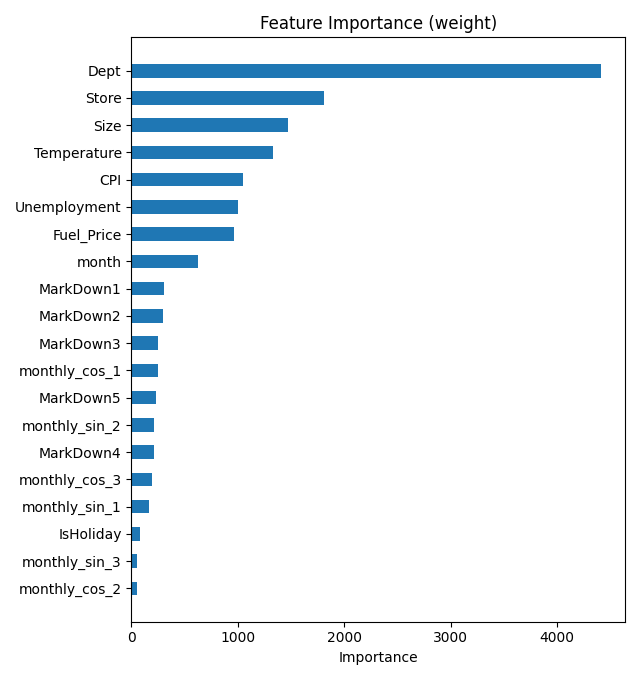 Feature Importance (weight)
Dept
Store
Size
Temperature
CPI
Unemployment
Fuel_Price
month
MarkDown1
MarkDown2
MarkDown3
monthly_cos_1
MarkDown5
monthly_sin_2
MarkDown4
monthly_cos_3
monthly_sin_1
IsHoliday
monthly_sin_3
monthly_cos_2
0 1000 2000 3000 4000
Importance